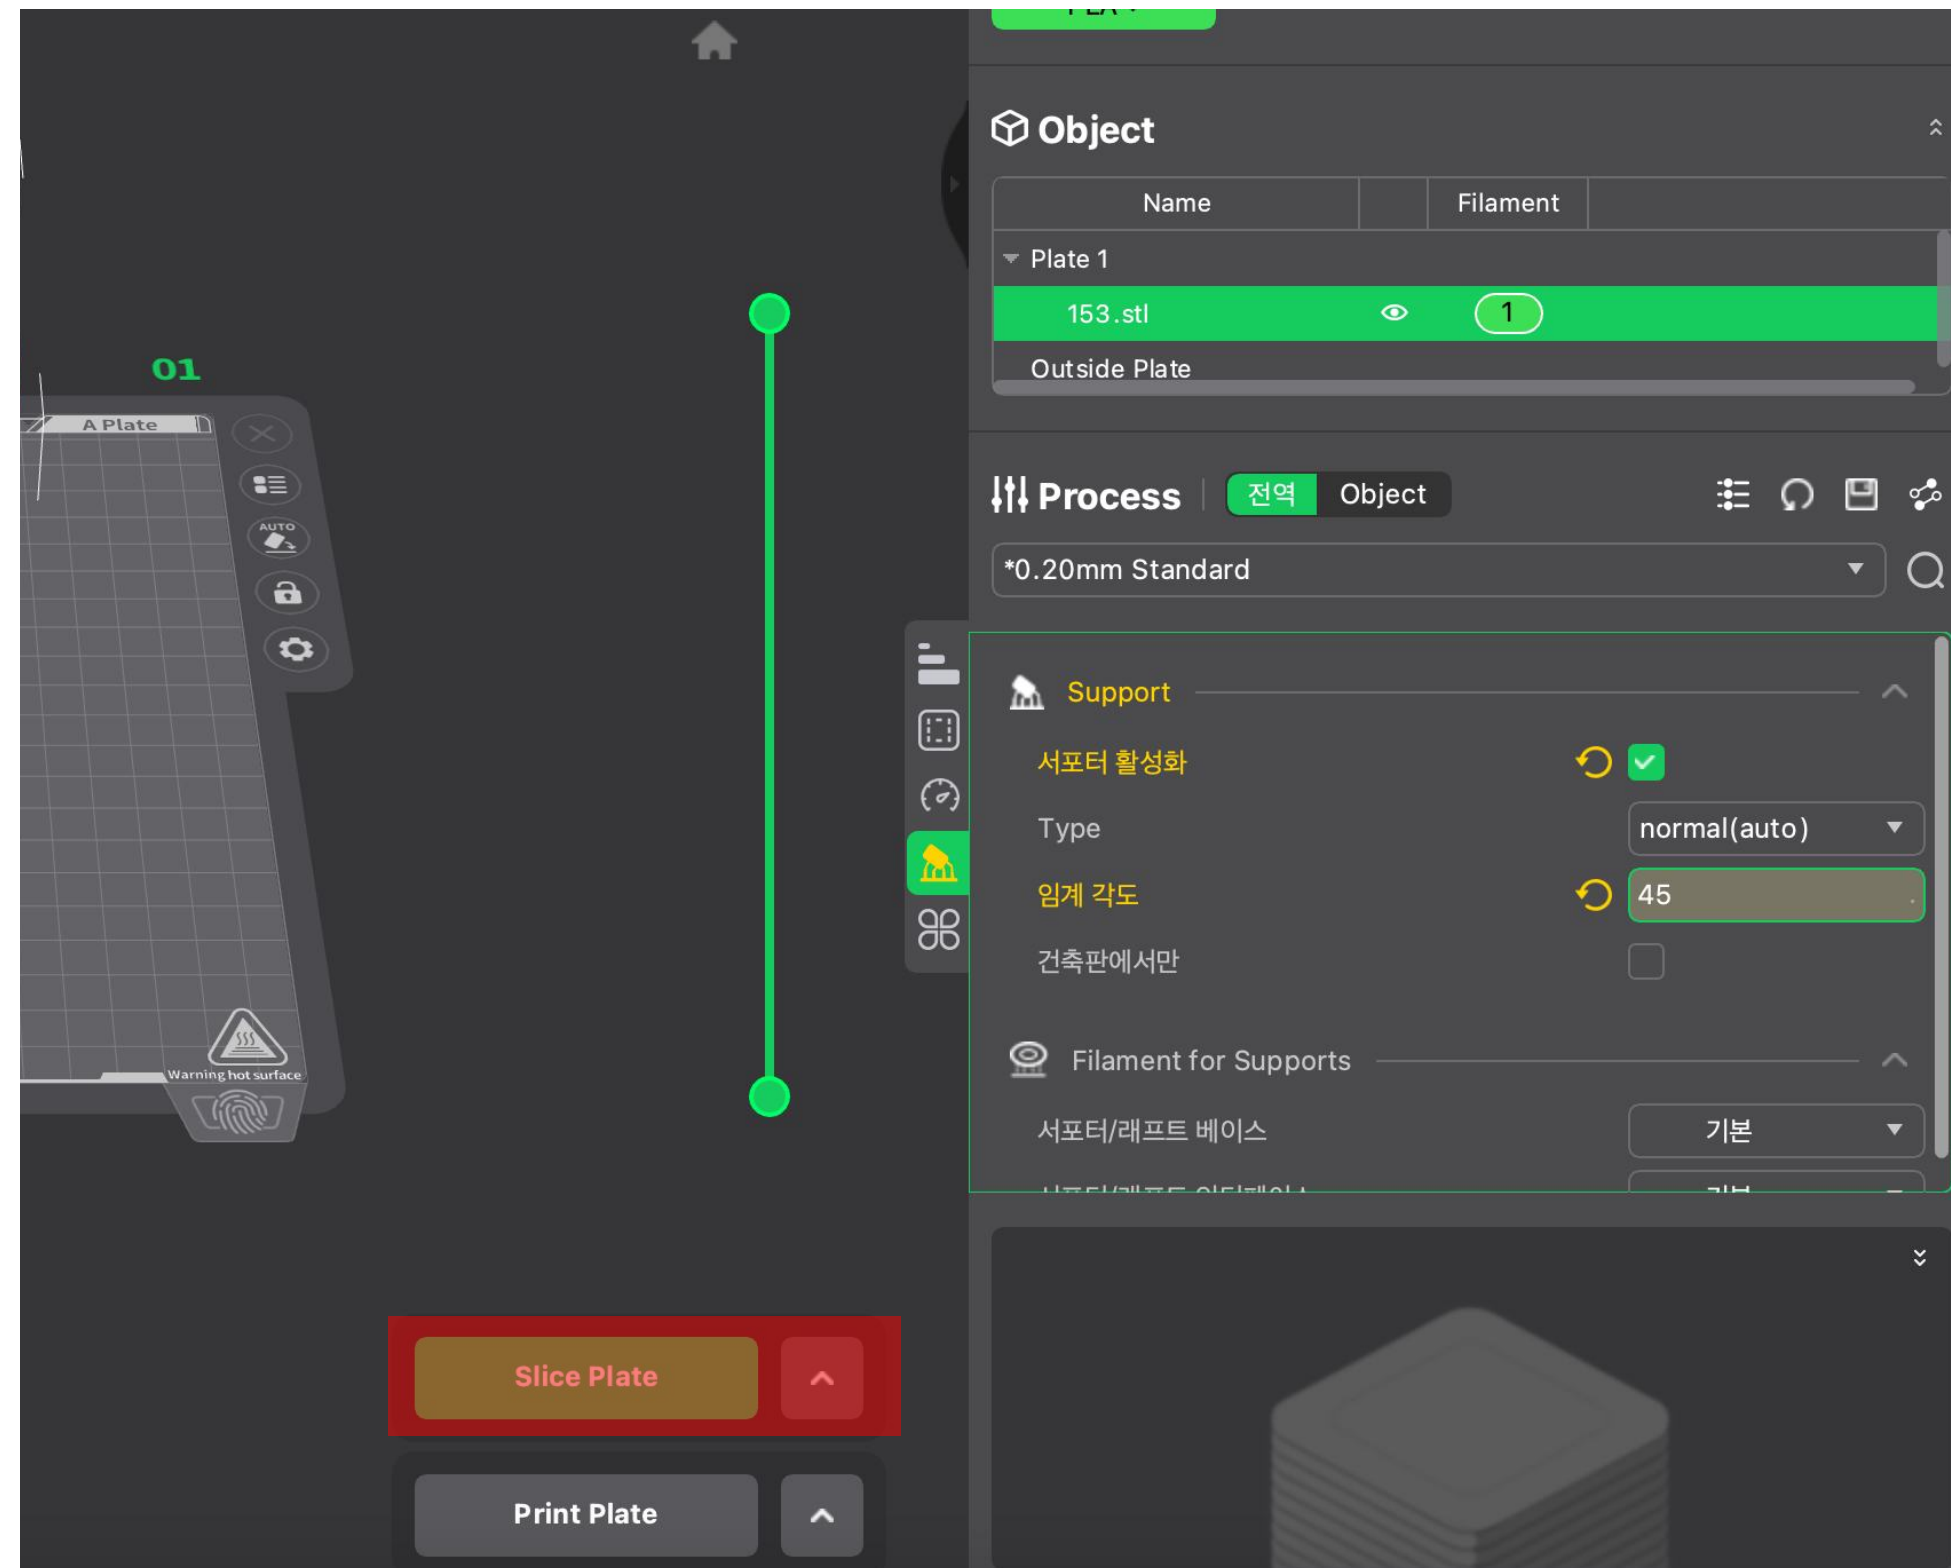 Object
Name Filament
Plate 1
153.stl 1
Outside Plate
01
A Plate
AUTO
Warning hot surface
Process 전역 Object
*0.20mm Standard
Support
서포터 활성화
Type normal(auto)
임계 각도 45
건축판에서만
Filament for Supports
서포터/래프트 베이스 기본
Slice Plate
Print Plate